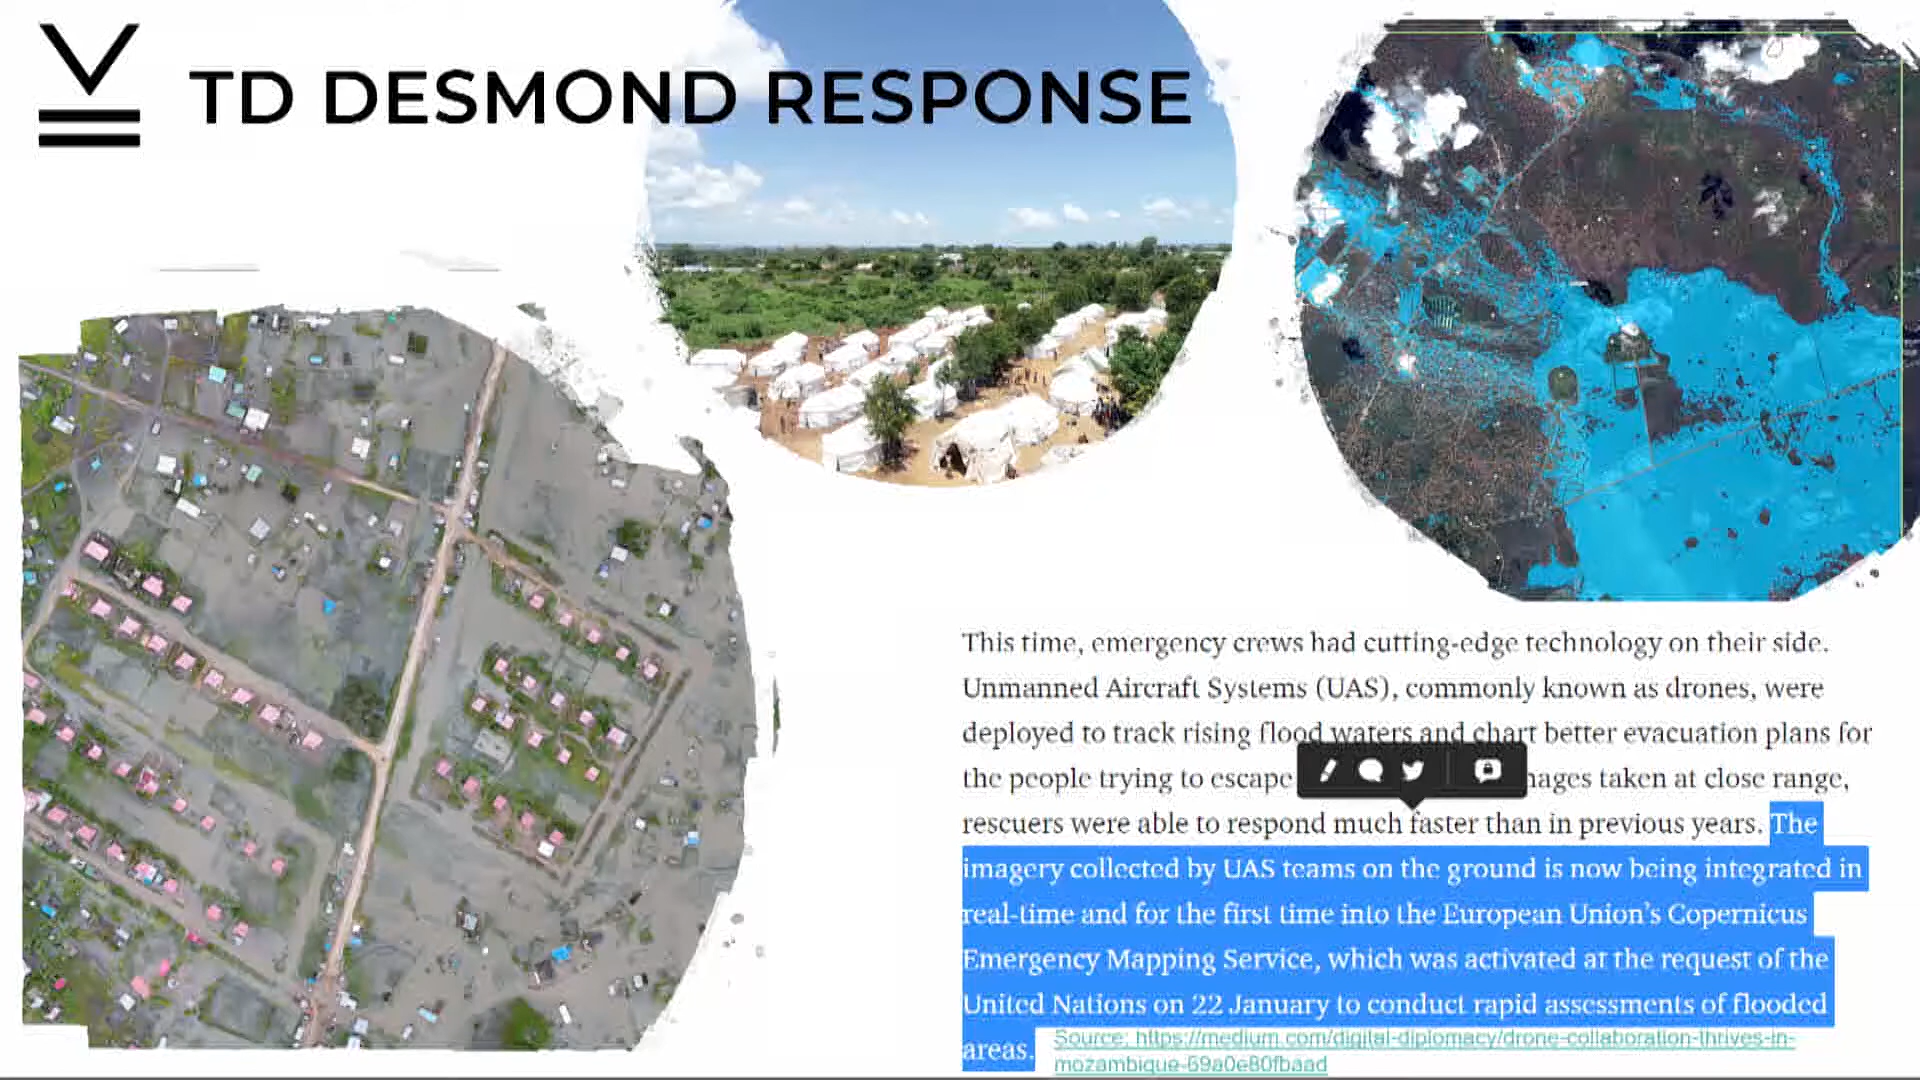 TD DESMOND RESPONSE
This time, emergency crews had cutting-edge technology on their side.
Unmanned Aircraft Systems (UAS), commonly known as drones, were
deployed to track rising flood waters and chart better evacuation plans for
the people trying to escape
taken at close range,
rescuers were able to respond much faster than in previous years. The
imagery collected by UAS teams on the ground is now being integrated in
real-time and for the first time into the European Union's Copernicus
Emergency Mapping Service, which was activated at the request of the
United Nations on 22 January to conduct rapid assessments of flooded
areas.
Source: https://medium.com/digital-diplomacy/drone-collaboration-thrives-in-
mozambique-69a0e80fbaad